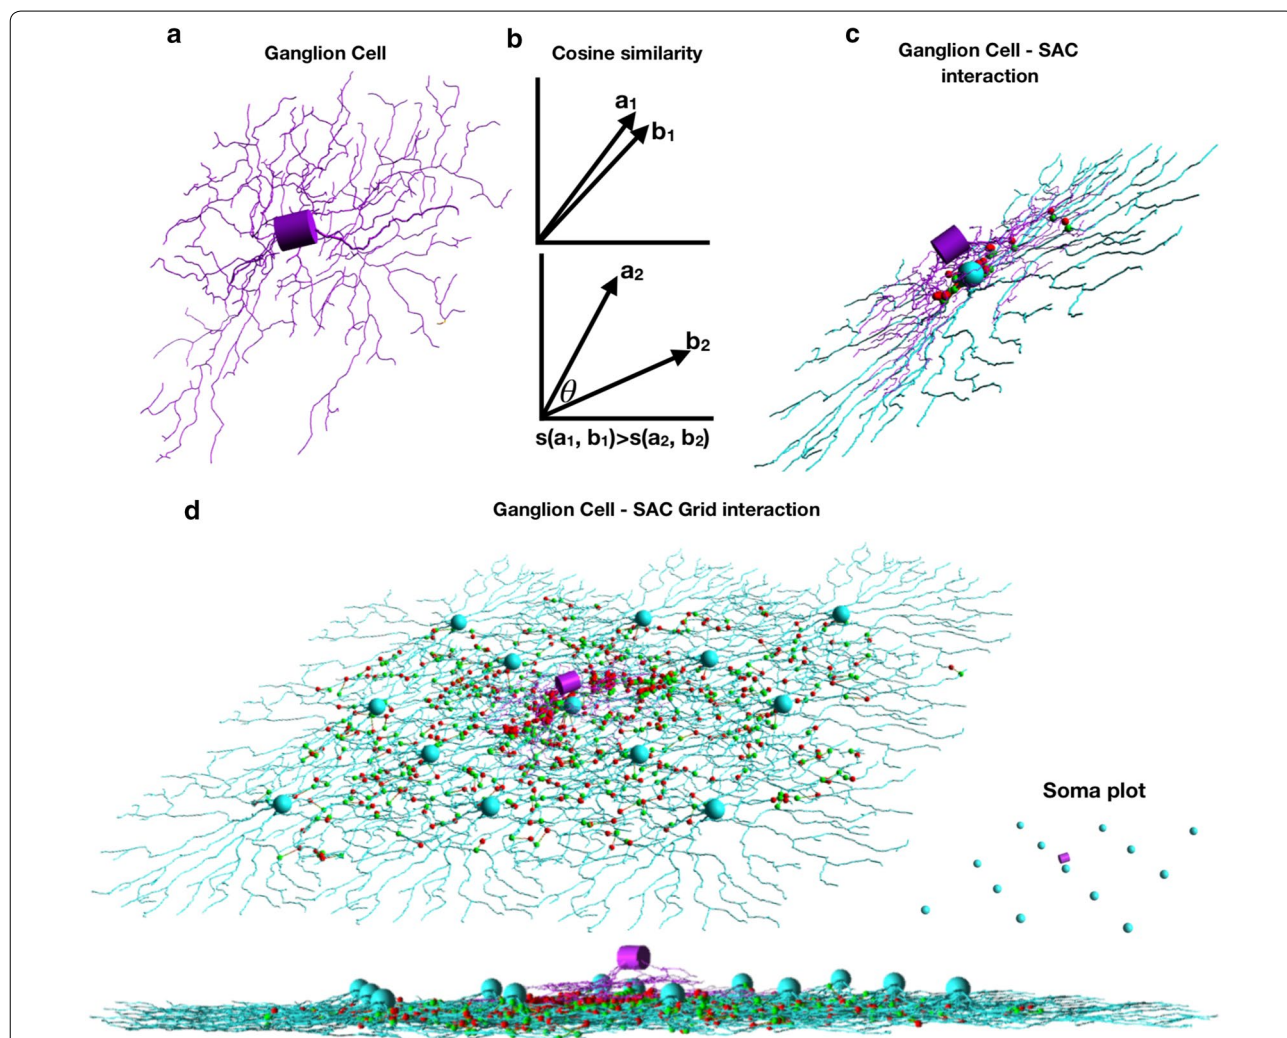 a
Ganglion Cell
b
Cosine similarity
a1
b1
a2
b2
θ
s(a1, b1)>s(a2, b2)
c
Ganglion Cell - SAC
interaction
d
Ganglion Cell - SAC Grid interaction
Soma plot